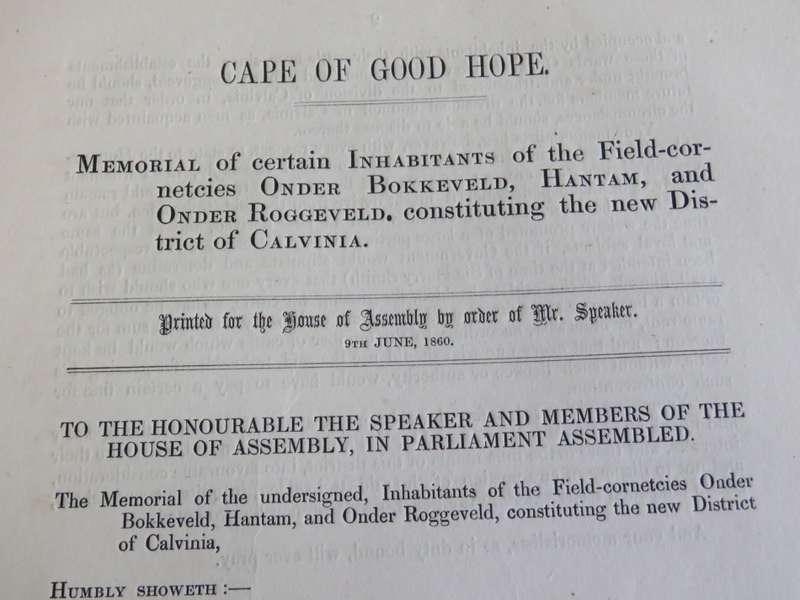 CAPE OF GOOD HOPE.
MEMORIAL of certain INHABITANTS of the Field-cor-
netcies ONDER BOKKEVELD, HANTAM, and
ONDER ROGGEVELD, constituting the new Dis-
trict of CALVINIA.
Printed for the House of Assembly by order of Mr. Speaker.
9TH JUNE, 1860.
TO THE HONOURABLE THE SPEAKER AND MEMBERS OF THE
HOUSE OF ASSEMBLY, IN PARLIAMENT ASSEMBLED.
The Memorial of the undersigned, Inhabitants of the Field-cornetcies Onder
Bokkeveld, Hantam, and Onder Roggeveld, constituting the new District
of Calvinia,
HUMBLY SHOWETH :—